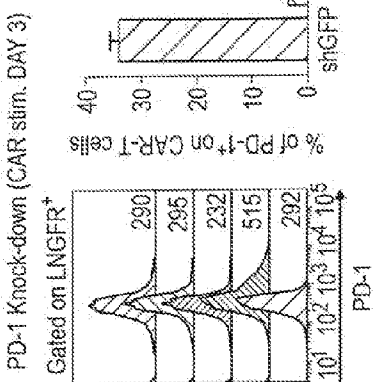 PD-1 Knock-down (CAR stim. DAY 3)
Gated on LNGFR⁺
290
295
232
515
292
10¹ 10² 10³ 10⁴ 10⁵
PD-1
% of PD-1⁺ on CAR-T cells
40
30
20
10
0
shGFP